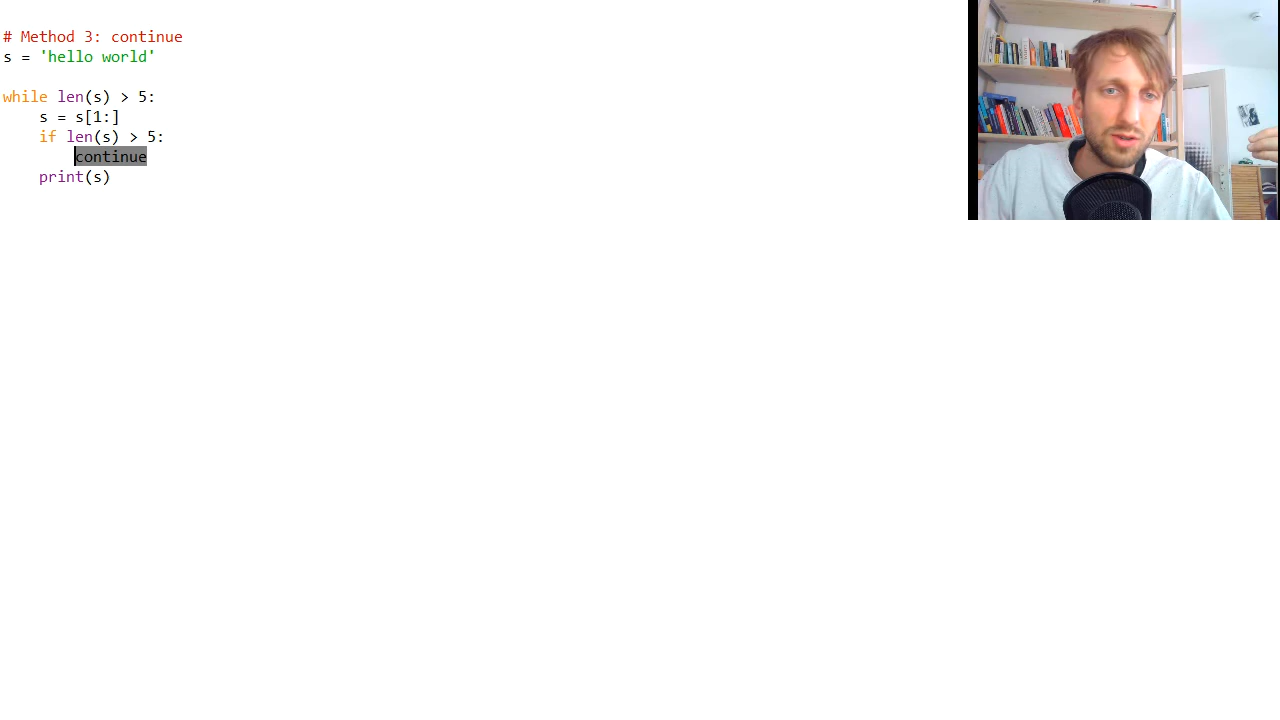 # Method 3: continue
s = 'hello world'
while len(s) > 5:
    s = s[1:]
    if len(s) > 5:
        continue
    print(s)